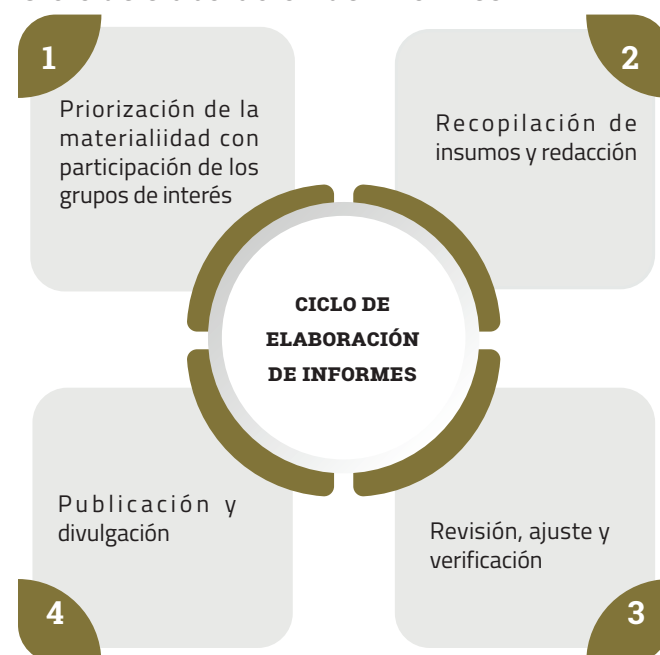 1
Priorización de la
materialiidad con
participación de los
grupos de interés
2
Recopilación de
insumos y redacción
CICLO DE
ELABORACIÓN
DE INFORMES
Publicación y
divulgación
4
Revisión, ajuste y
verificación
3